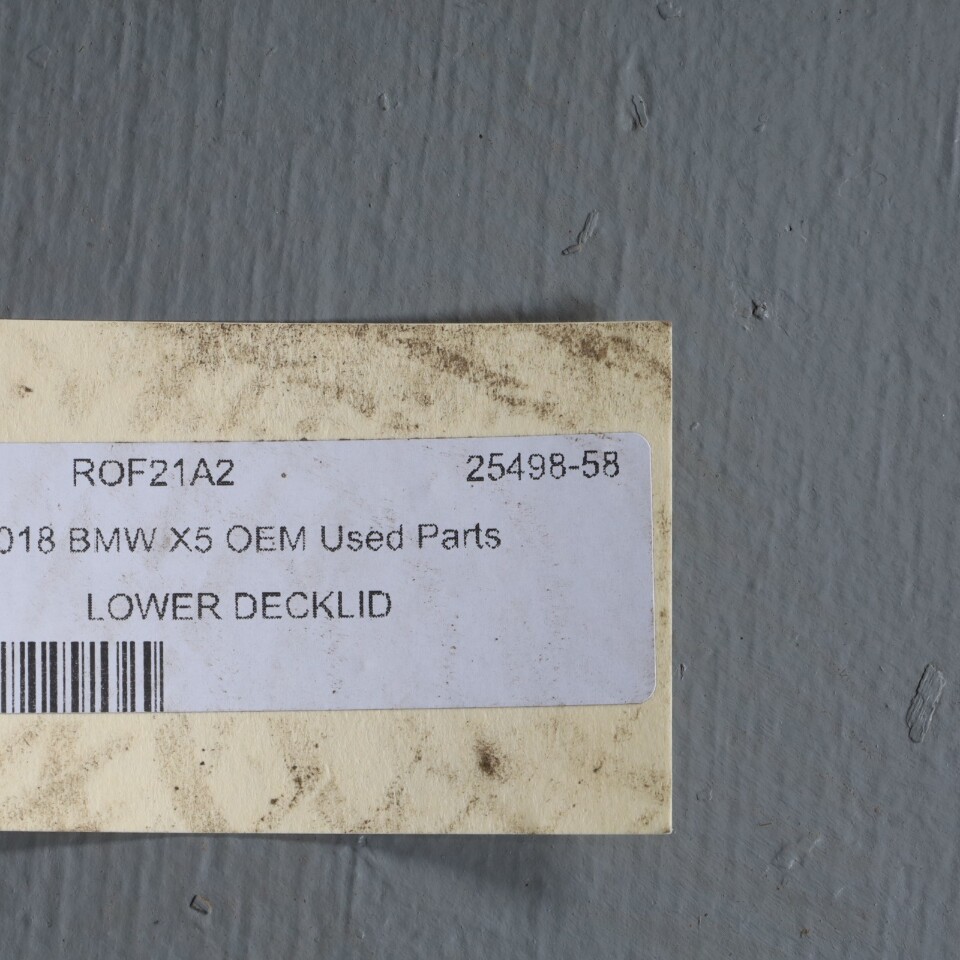 ROF21A2 25498-58
018 BMW X5 OEM Used Parts
LOWER DECKLID